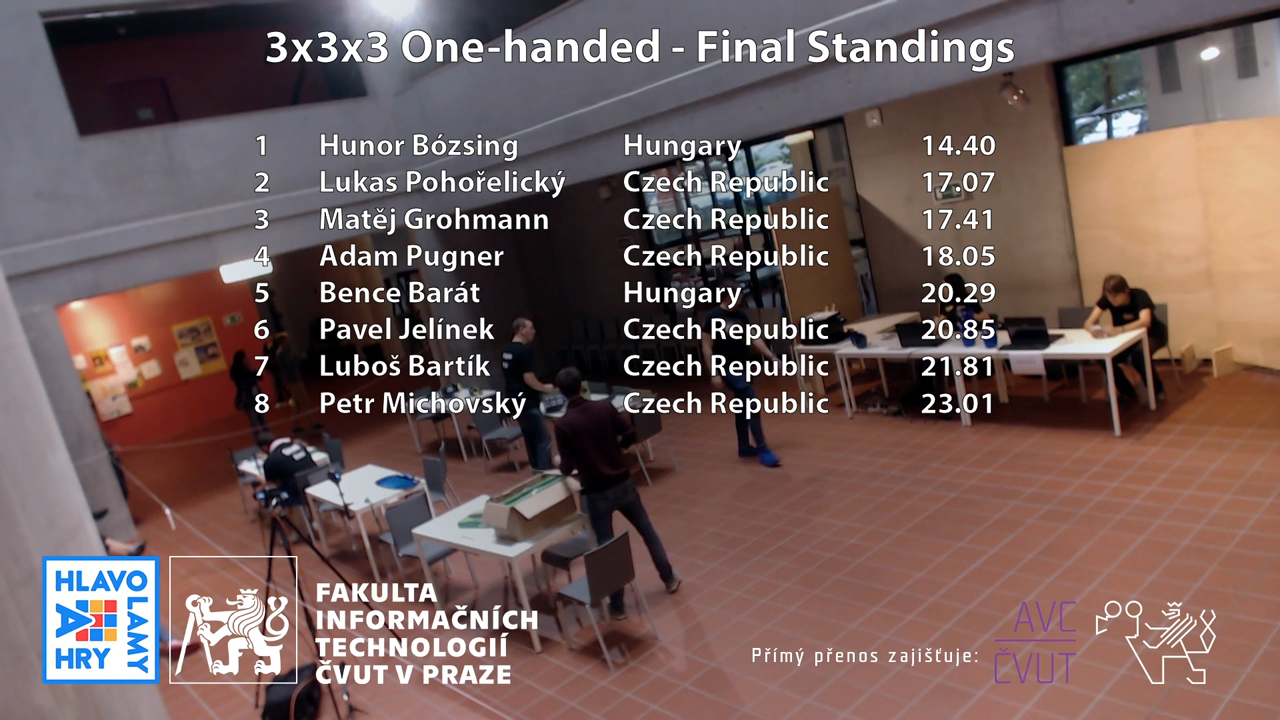 3x3x3 One-handed - Final Standings
1 Hunor Bózsing Hungary 14.40
2 Lukas Pohořelický Czech Republic 17.07
3 Matěj Grohmann Czech Republic 17.41
4 Adam Pugner Czech Republic 18.05
5 Bence Barát Hungary 20.29
6 Pavel Jelínek Czech Republic 20.85
7 Luboš Bartík Czech Republic 21.81
8 Petr Michovský Czech Republic 23.01
HLAVO
LAMY
A
HRY
FAKULTA
INFORMAČNÍCH
TECHNOLOGIÍ
ČVUT V PRAZE
Přímý přenos zajišťuje:
AVC
ČVUT